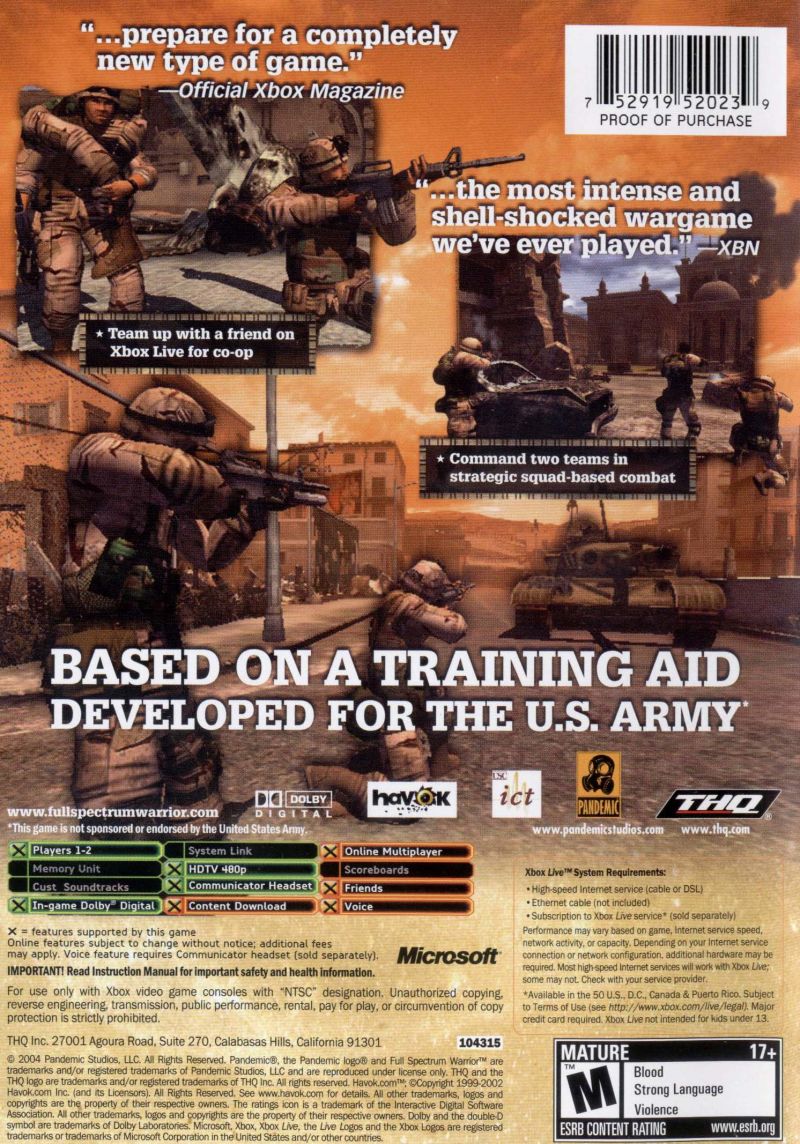 “...prepare for a completely
new type of game.”
—Official Xbox Magazine
7 52919 52023 9
PROOF OF PURCHASE
“...the most intense and
shell-shocked wargame
we've ever played.” —XBN
★ Team up with a friend on
Xbox Live for co-op
★ Command two teams in
strategic squad-based combat
BASED ON A TRAINING AID
DEVELOPED FOR THE U.S. ARMY*
www.fullspectrumwarrior.com
DOLBY
DIGITAL
havok
USC
ict
PANDEMIC
THQ®
*This game is not sponsored or endorsed by the United States Army.
www.pandemicstudios.com www.thq.com
X Players 1-2
System Link
X Online Multiplayer
Memory Unit
X HDTV 480p
Scoreboards
Cust Soundtracks
X Communicator Headset
X Friends
X In-game Dolby® Digital
X Content Download
X Voice
X = features supported by this game
Online features subject to change without notice; additional fees
may apply. Voice feature requires Communicator headset (sold separately).
Microsoft®
IMPORTANT! Read Instruction Manual for important safety and health information.
For use only with Xbox video game consoles with “NTSC” designation. Unauthorized copying,
reverse engineering, transmission, public performance, rental, pay for play, or circumvention of copy
protection is strictly prohibited.
Xbox Live™ System Requirements:
• High-speed Internet service (cable or DSL)
• Ethernet cable (not included)
• Subscription to Xbox Live service* (sold separately)
Performance may vary based on game, Internet service speed,
network activity, or capacity. Depending on your Internet service
connection or network configuration, additional hardware may be
required. Most high-speed Internet services will work with Xbox Live;
some may not. Check with your service provider.
*Available in the 50 U.S., D.C., Canada & Puerto Rico. Subject
to Terms of Use (see http://www.xbox.com/live/legal). Major
credit card required. Xbox Live not intended for kids under 13.
THQ Inc. 27001 Agoura Road, Suite 270, Calabasas Hills, California 91301
104315
© 2004 Pandemic Studios, LLC. All Rights Reserved. Pandemic®, the Pandemic logo® and Full Spectrum Warrior™ are
trademarks and/or registered trademarks of Pandemic Studios, LLC and are reproduced under license only. THQ and the
THQ logo are trademarks and/or registered trademarks of THQ Inc. All rights reserved. Havok.com™; ©Copyright 1999-2002
Havok.com Inc. (and its Licensors). All Rights Reserved. See www.havok.com for details. All other trademarks, logos and
copyrights are the property of their respective owners. The ratings icon is a trademark of the Interactive Digital Software
Association. All other trademarks, logos and copyrights are property of their respective owners. Dolby and the double-D
symbol are trademarks of Dolby Laboratories. Microsoft, Xbox, Xbox Live, the Live Logos and the Xbox Logos are registered
trademarks or trademarks of Microsoft Corporation in the United States and/or other countries.
MATURE 17+
TM
M
Blood
Strong Language
Violence
ESRB CONTENT RATING www.esrb.org